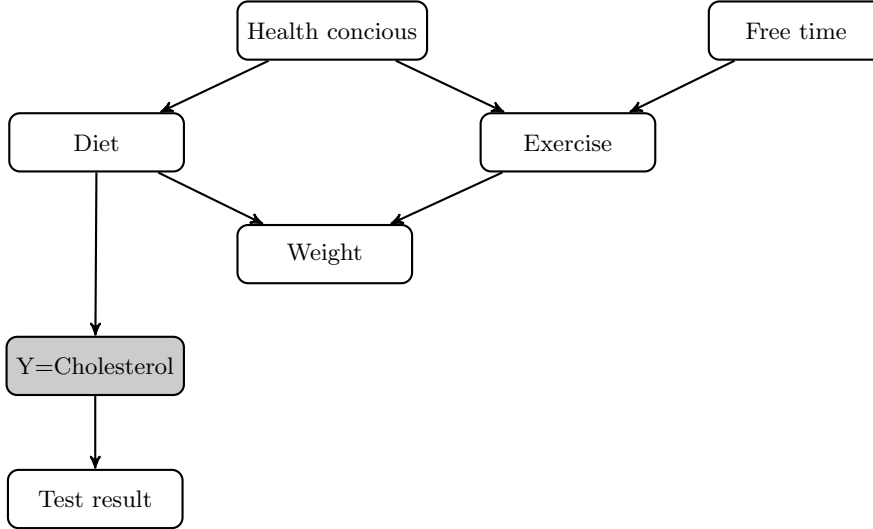 Health concious
Free time
Diet
Exercise
Weight
Y=Cholesterol
Test result